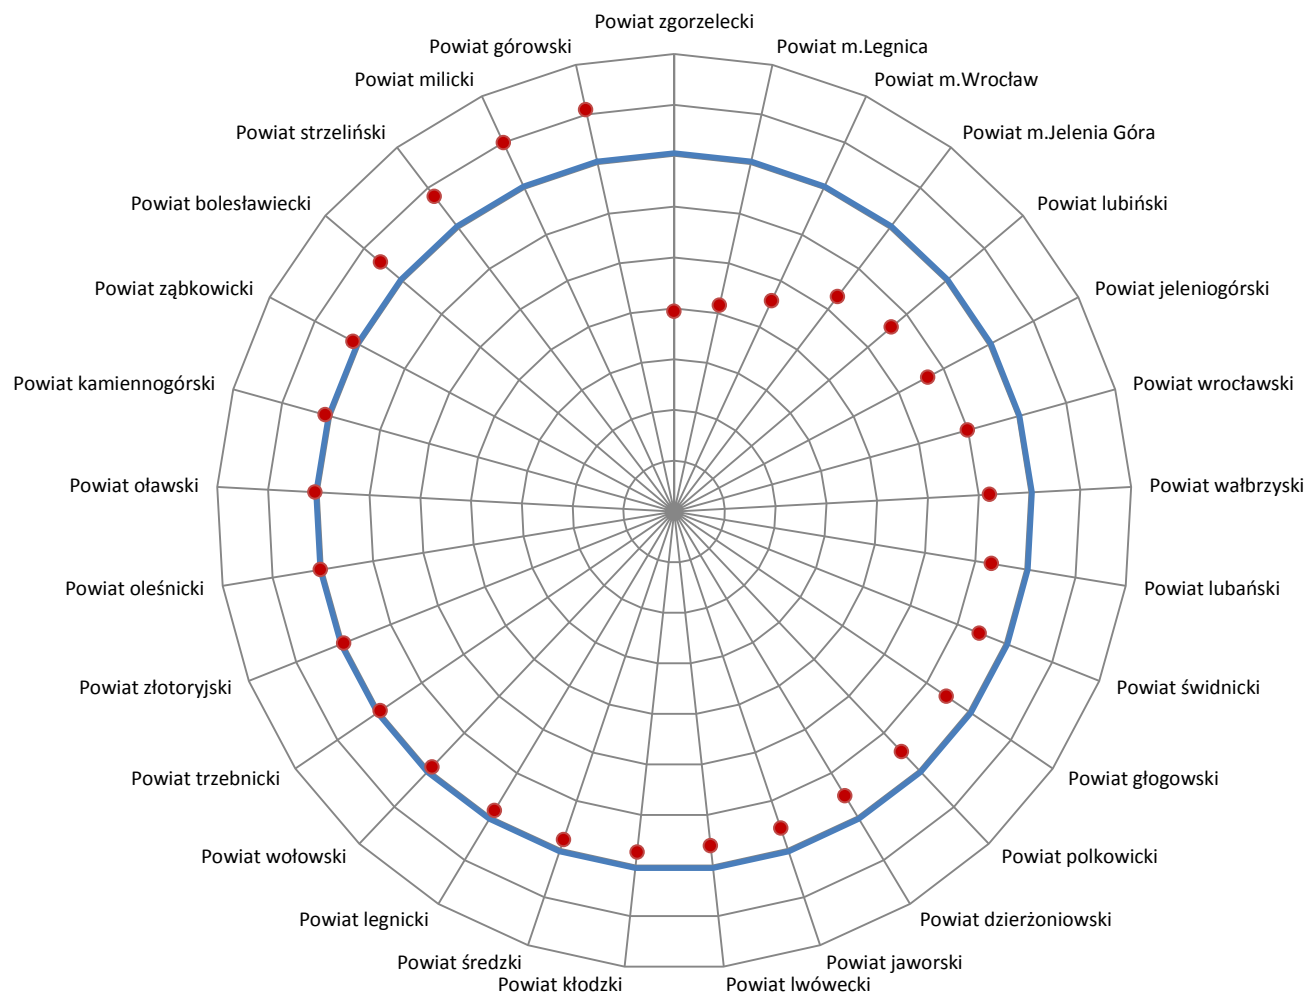 Powiat zgorzelecki
Powiat m.Legnica
Powiat m.Wrocław
Powiat m.Jelenia Góra
Powiat lubiński
Powiat jeleniogórski
Powiat wrocławski
Powiat wałbrzyski
Powiat lubański
Powiat świdnicki
Powiat głogowski
Powiat polkowicki
Powiat dzierżoniowski
Powiat jaworski
Powiat lwówecki
Powiat kłodzki
Powiat średzki
Powiat legnicki
Powiat wołowski
Powiat trzebnicki
Powiat złotoryjski
Powiat oleśnicki
Powiat oławski
Powiat kamiennogórski
Powiat ząbkowicki
Powiat bolesławiecki
Powiat strzeliński
Powiat milicki
Powiat górowski